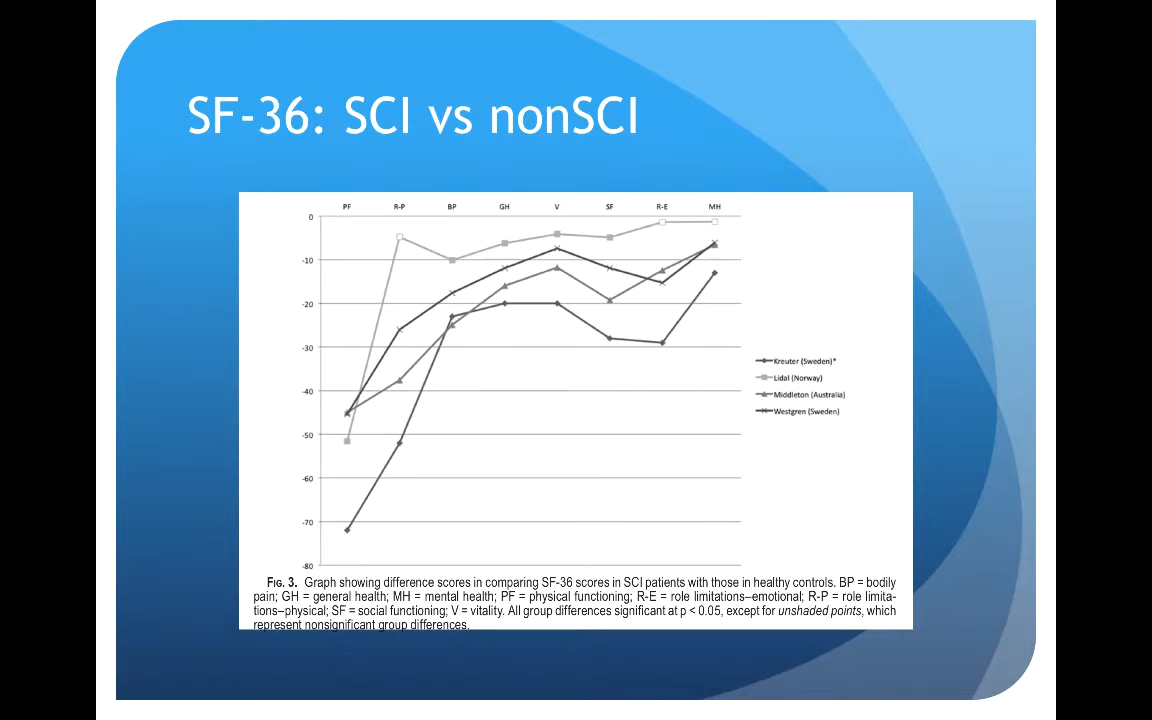 SF-36: SCI vs nonSCI
PF R-P BP GH V SF R-E MH
0
-10
-20
-30
-40
-50
-60
-70
-80
Kreuter (Sweden)*
Lidal (Norway)
Middleton (Australia)
Westgren (Sweden)
Fig. 3. Graph showing difference scores in comparing SF-36 scores in SCI patients with those in healthy controls. BP = bodily
pain; GH = general health; MH = mental health; PF = physical functioning; R-E = role limitations–emotional; R-P = role limita-
tions–physical; SF = social functioning; V = vitality. All group differences significant at p < 0.05, except for unshaded points, which
represent nonsignificant group differences.